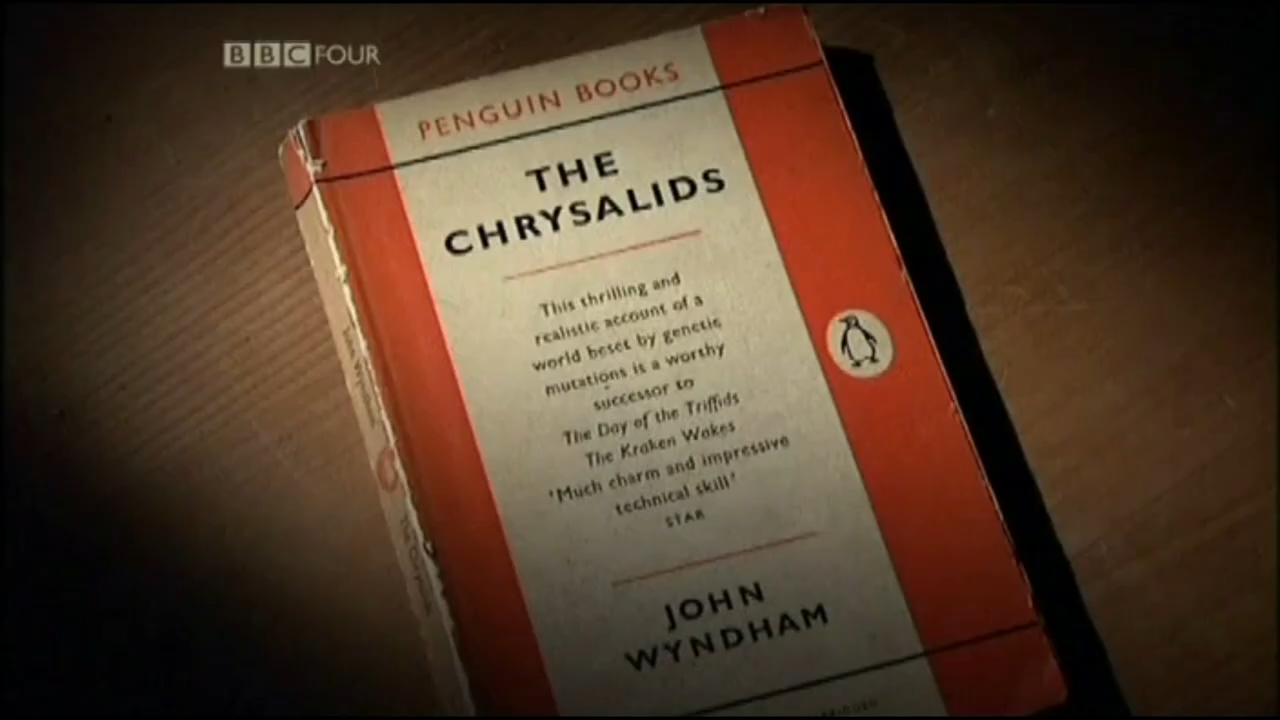 BBC FOUR
PENGUIN BOOKS
THE
CHRYSALIDS
This thrilling and
realistic account of a
world beset by genetic
mutations is a worthy
successor to
The Day of the Triffids
The Kraken Wakes
'Much charm and impressive
technical skill'
STAR
JOHN
WYNDHAM